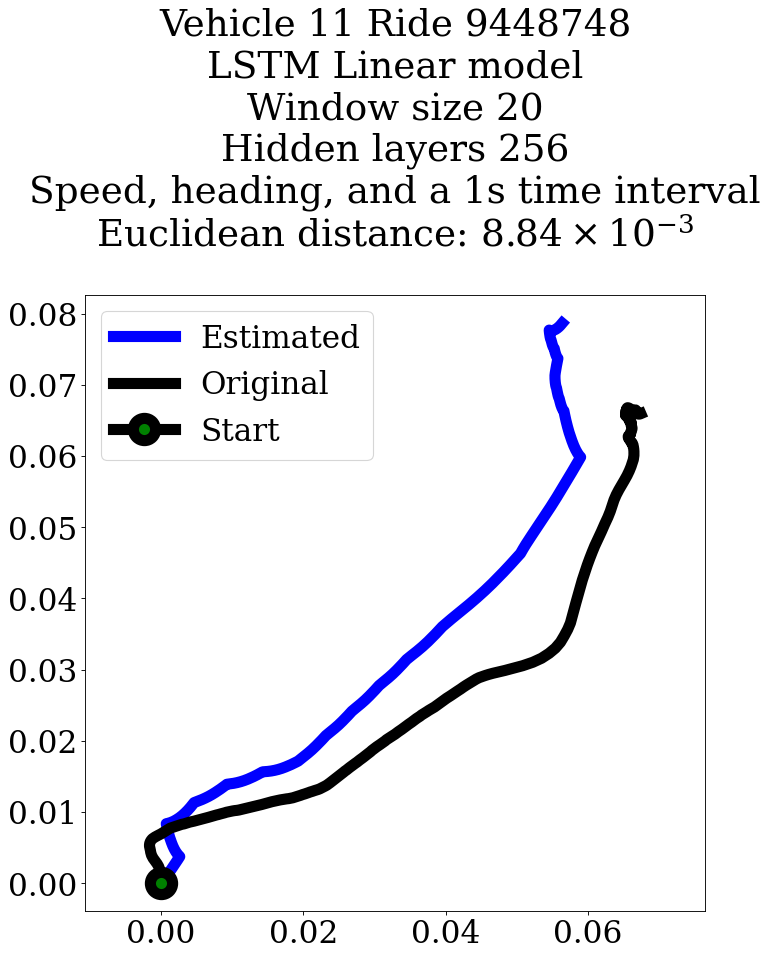 Vehicle 11 Ride 9448748
LSTM Linear model
Window size 20
Hidden layers 256
Speed, heading, and a 1s time interval
Euclidean distance: 8.84 × 10⁻³
0.08
0.07
0.06
0.05
0.04
0.03
0.02
0.01
0.00
Estimated
Original
Start
0.00 0.02 0.04 0.06